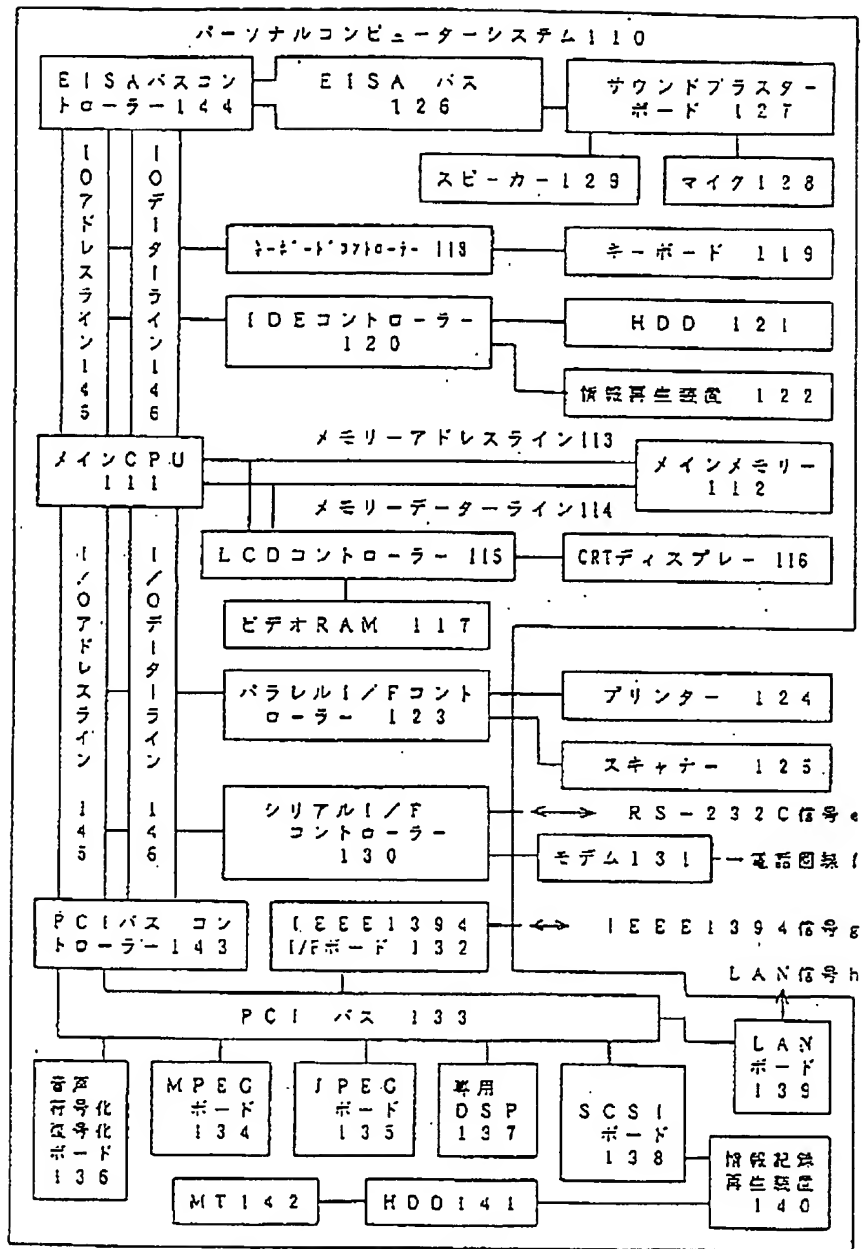 パーソナルコンピューターシステム110
EISAバスコン
トローラー144
EISA バス
126
サウンドブラスター
ボード 127
スピーカー129
マイク128
IOアドレスライン145
IOデーターライン146
キーボードコントローラー 118
キーボード 119
IDEコントローラー
120
HDD 121
情報再生装置 122
メモリーアドレスライン113
メインCPU
111
メインメモリー
112
メモリーデーターライン114
LCDコントローラー 115
CRTディスプレー 116
ビデオRAM 117
I/Oアドレスライン 145
I/Oデーターライン 146
パラレルI/Fコント
ローラー 123
プリンター 124
スキャナー 125
シリアルI/F
コントローラー
130
RS-232C信号e
モデム131
電話回線f
PCIバス コン
トローラー143
IEEE1394
I/Fボード 132
IEEE1394信号g
LAN信号h
PCI バス 133
LAN
ボード
139
音声
符号化
復号化
ボード
136
MPEG
ボード
134
JPEG
ボード
135
専用
DSP
137
SCSI
ボード
138
情報記録
再生装置
140
MT142
HDD141